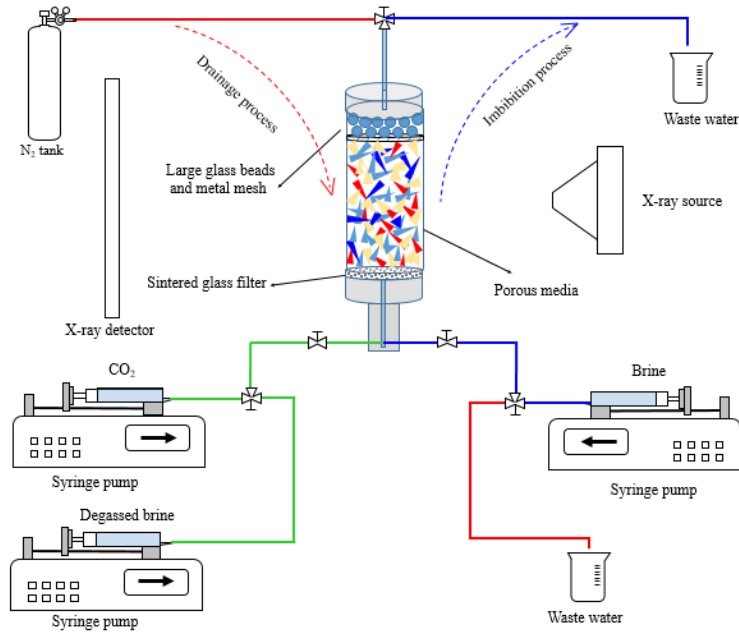 Drainage process
Imbibition process
N₂ tank
Waste water
Large glass beads
and metal mesh
X-ray source
Sintered glass filter
Porous media
X-ray detector
CO₂
Brine
Syringe pump
Syringe pump
Degassed brine
Syringe pump
Waste water